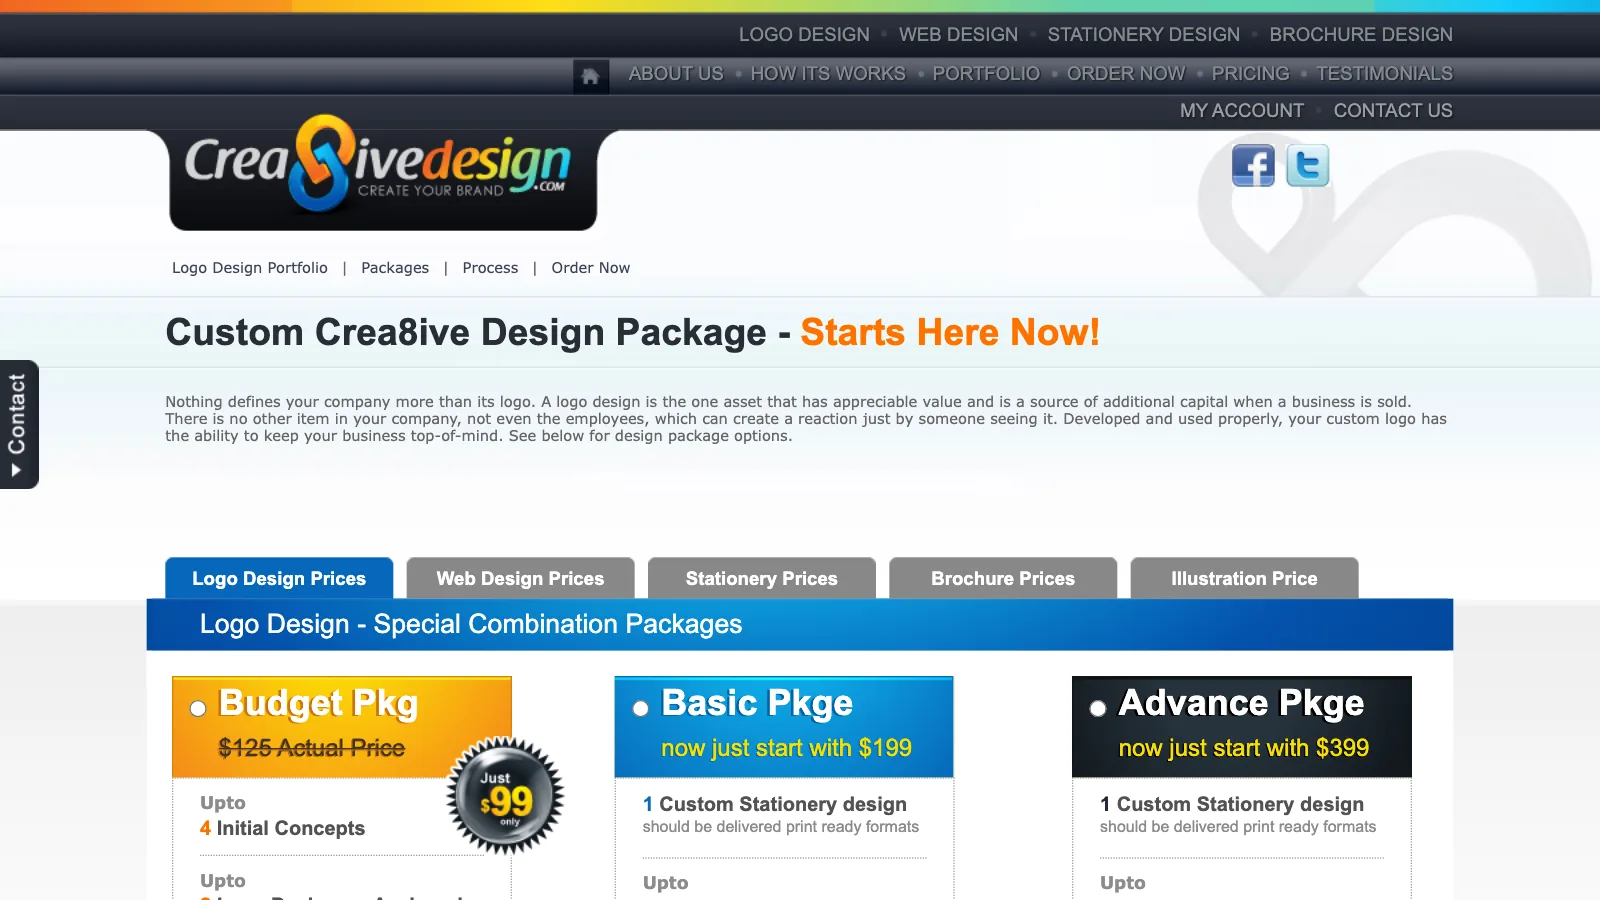 LOGO DESIGN • WEB DESIGN • STATIONERY DESIGN • BROCHURE DESIGN
ABOUT US • HOW ITS WORKS • PORTFOLIO • ORDER NOW • PRICING • TESTIMONIALS
MY ACCOUNT • CONTACT US
Crea8ivedesign.COM
CREATE YOUR BRAND
Logo Design Portfolio | Packages | Process | Order Now
Custom Crea8ive Design Package - Starts Here Now!
Contact
Nothing defines your company more than its logo. A logo design is the one asset that has appreciable value and is a source of additional capital when a business is sold.
There is no other item in your company, not even the employees, which can create a reaction just by someone seeing it. Developed and used properly, your custom logo has
the ability to keep your business top-of-mind. See below for design package options.
Logo Design Prices
Web Design Prices
Stationery Prices
Brochure Prices
Illustration Price
Logo Design - Special Combination Packages
Budget Pkg
$125 Actual Price
Just
$99
only
Upto
4 Initial Concepts
Upto
Basic Pkge
now just start with $199
1 Custom Stationery design
should be delivered print ready formats
Upto
Advance Pkge
now just start with $399
1 Custom Stationery design
should be delivered print ready formats
Upto